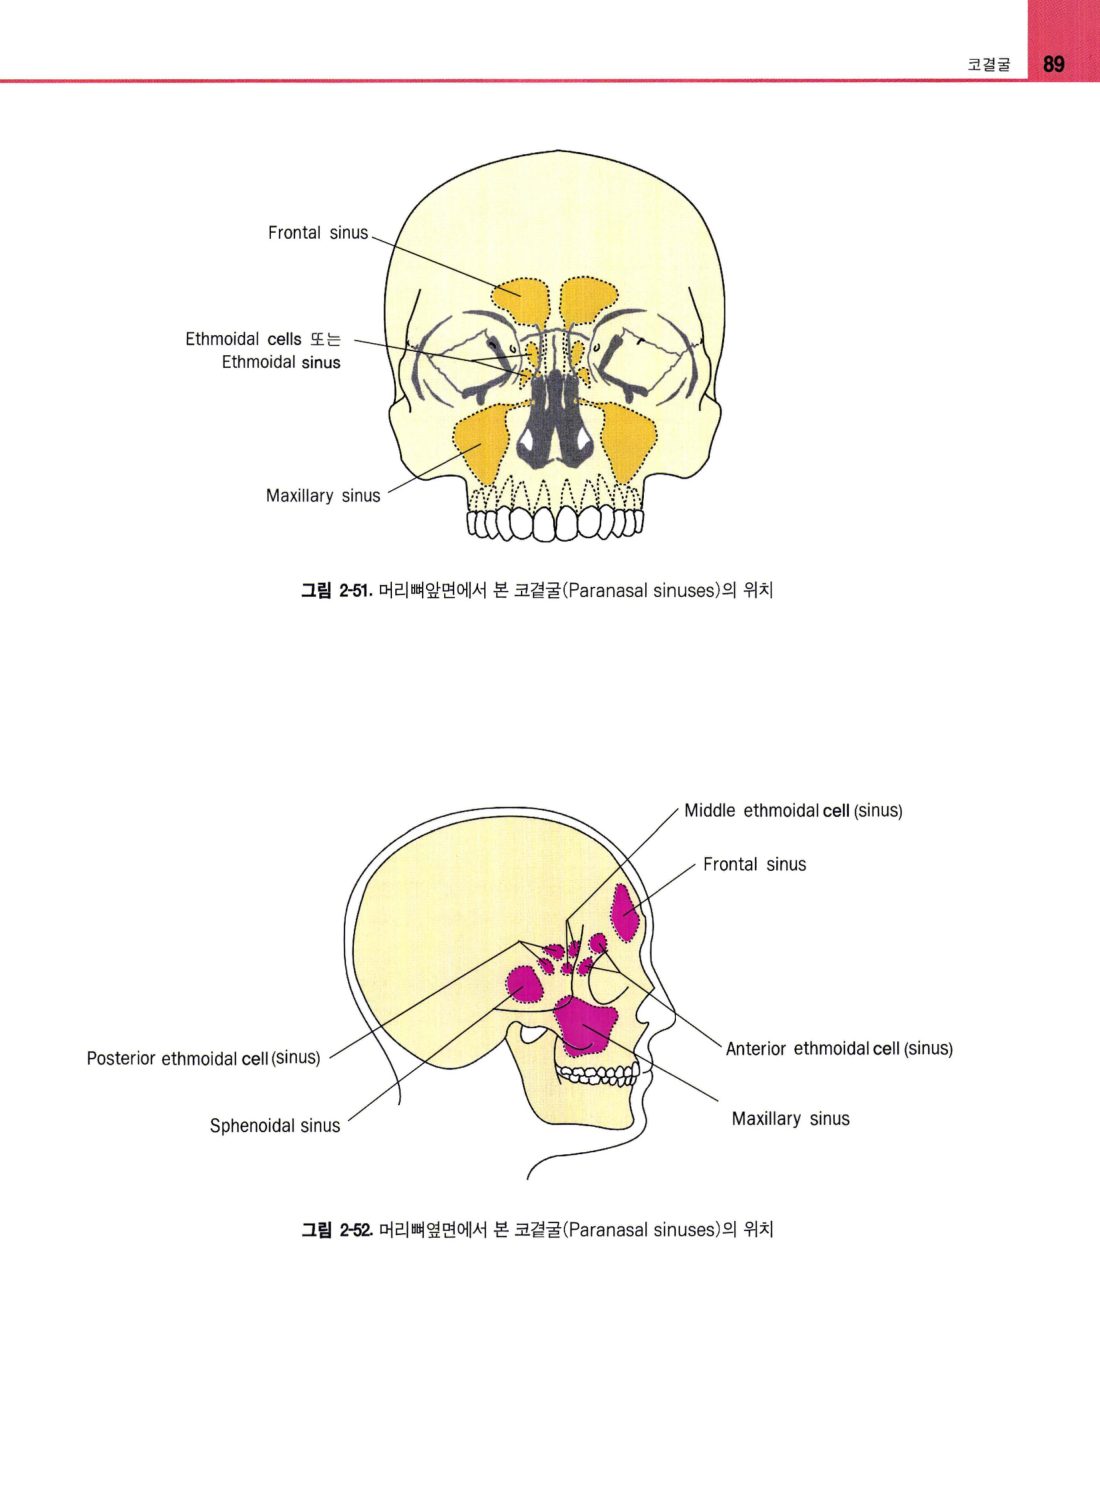 코결굴 89
Frontal sinus
Ethmoidal cells 또는
Ethmoidal sinus
Maxillary sinus
그림 2-51. 머리뼈앞면에서 본 코곁굴(Paranasal sinuses)의 위치
Middle ethmoidal cell (sinus)
Frontal sinus
Posterior ethmoidal cell (sinus)
Anterior ethmoidal cell (sinus)
Sphenoidal sinus
Maxillary sinus
그림 2-52. 머리뼈옆면에서 본 코곁굴(Paranasal sinuses)의 위치